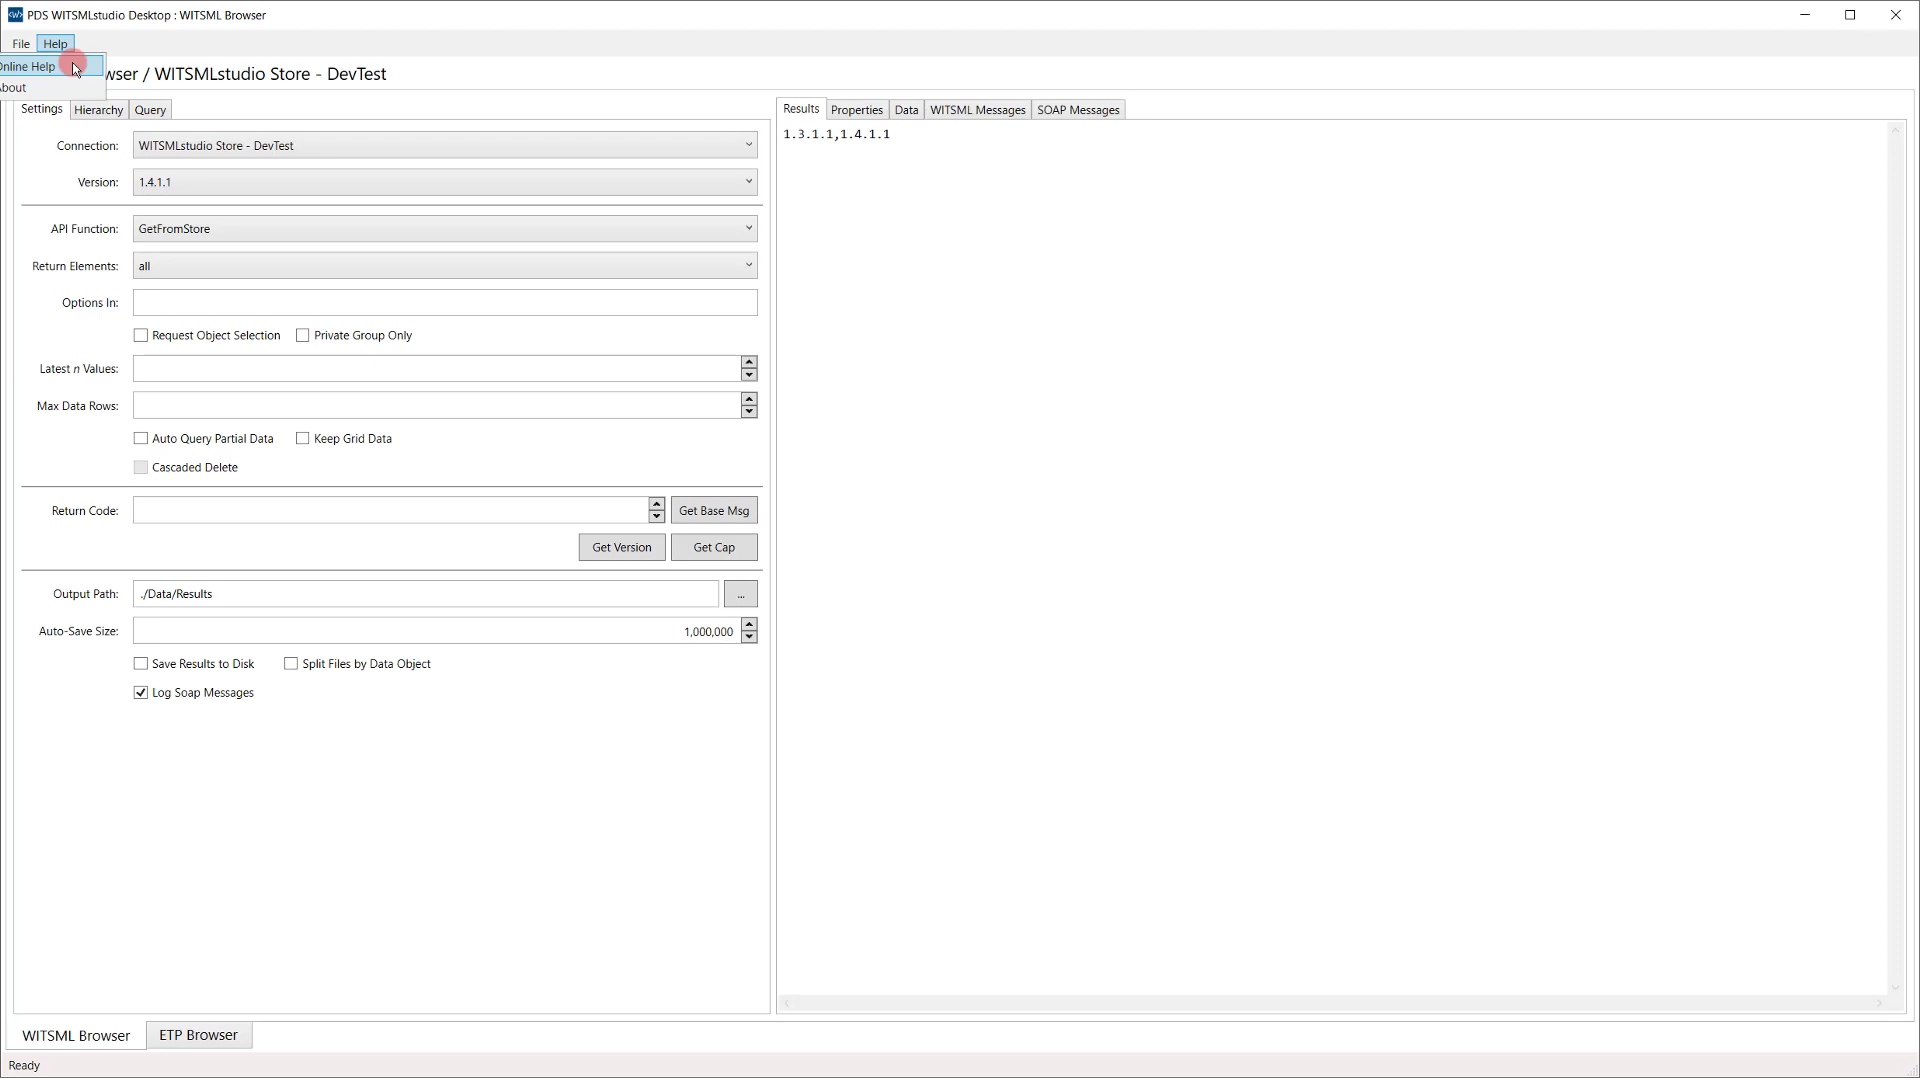 PDS WITSMLstudio Desktop : WITSML Browser
File Help
Online Help
About
wser / WITSMLstudio Store - DevTest
Settings Hierarchy Query
Connection: WITSMLstudio Store - DevTest
Version: 1.4.1.1
API Function: GetFromStore
Return Elements: all
Options In:
Request Object Selection Private Group Only
Latest n Values:
Max Data Rows:
Auto Query Partial Data Keep Grid Data
Cascaded Delete
Return Code: Get Base Msg
Get Version Get Cap
Output Path: ./Data/Results ...
Auto-Save Size: 1,000,000
Save Results to Disk Split Files by Data Object
Log Soap Messages
Results Properties Data WITSML Messages SOAP Messages
1.3.1.1,1.4.1.1
WITSML Browser ETP Browser
Ready